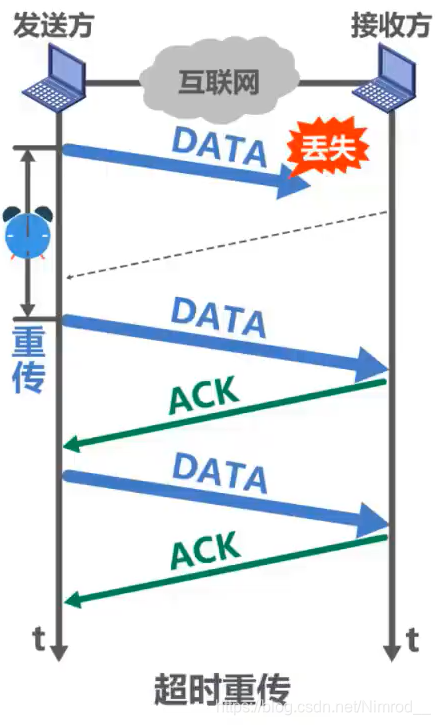 发送方
接收方
互联网
DATA
丢失
DATA
重传
ACK
DATA
ACK
t
t
超时重传
https://blog.csdn.net/Nimrod__